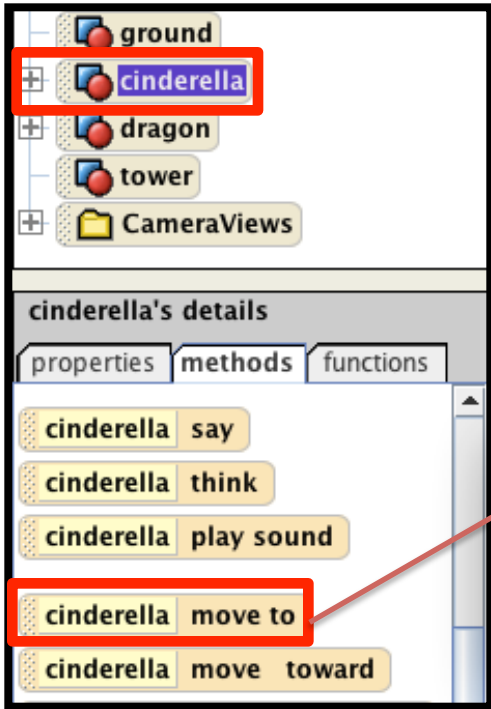 ground
cinderella
dragon
tower
CameraViews
cinderella's details
properties methods functions
cinderella say
cinderella think
cinderella play sound
cinderella move to
cinderella move toward